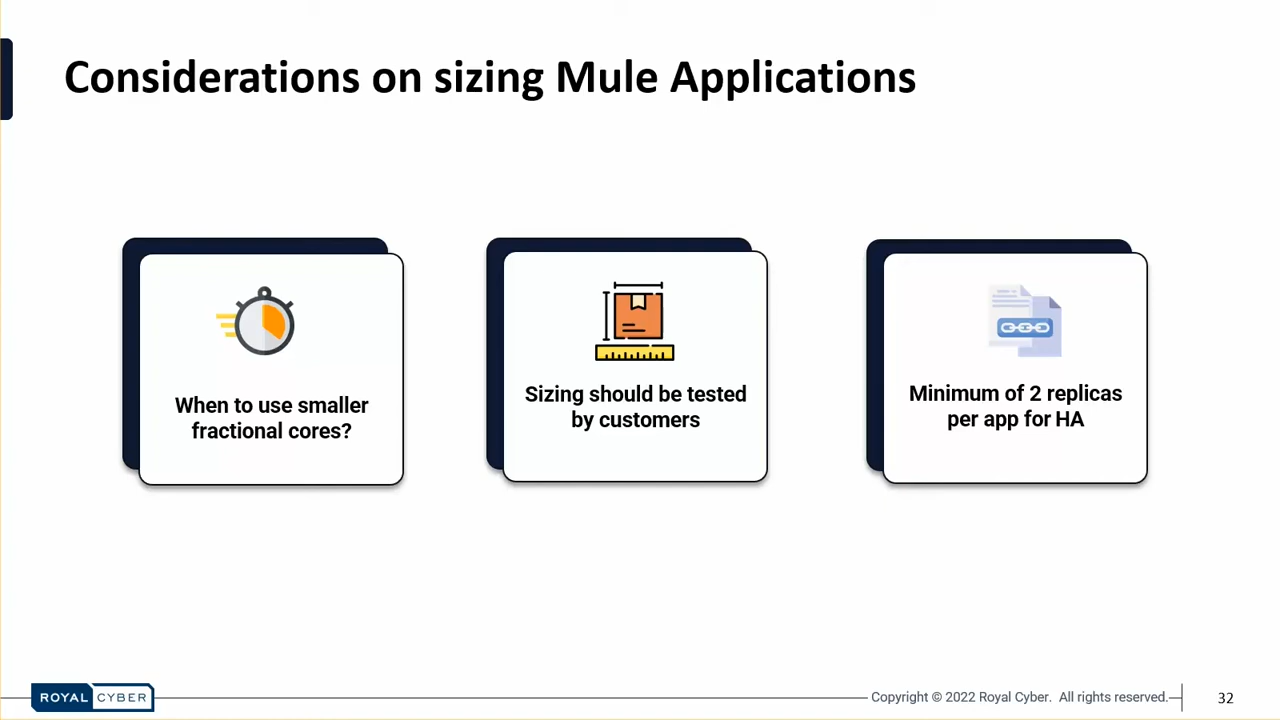 Considerations on sizing Mule Applications
When to use smaller
fractional cores?
Sizing should be tested
by customers
Minimum of 2 replicas
per app for HA
ROYAL CYBER
Copyright © 2022 Royal Cyber. All rights reserved.
32